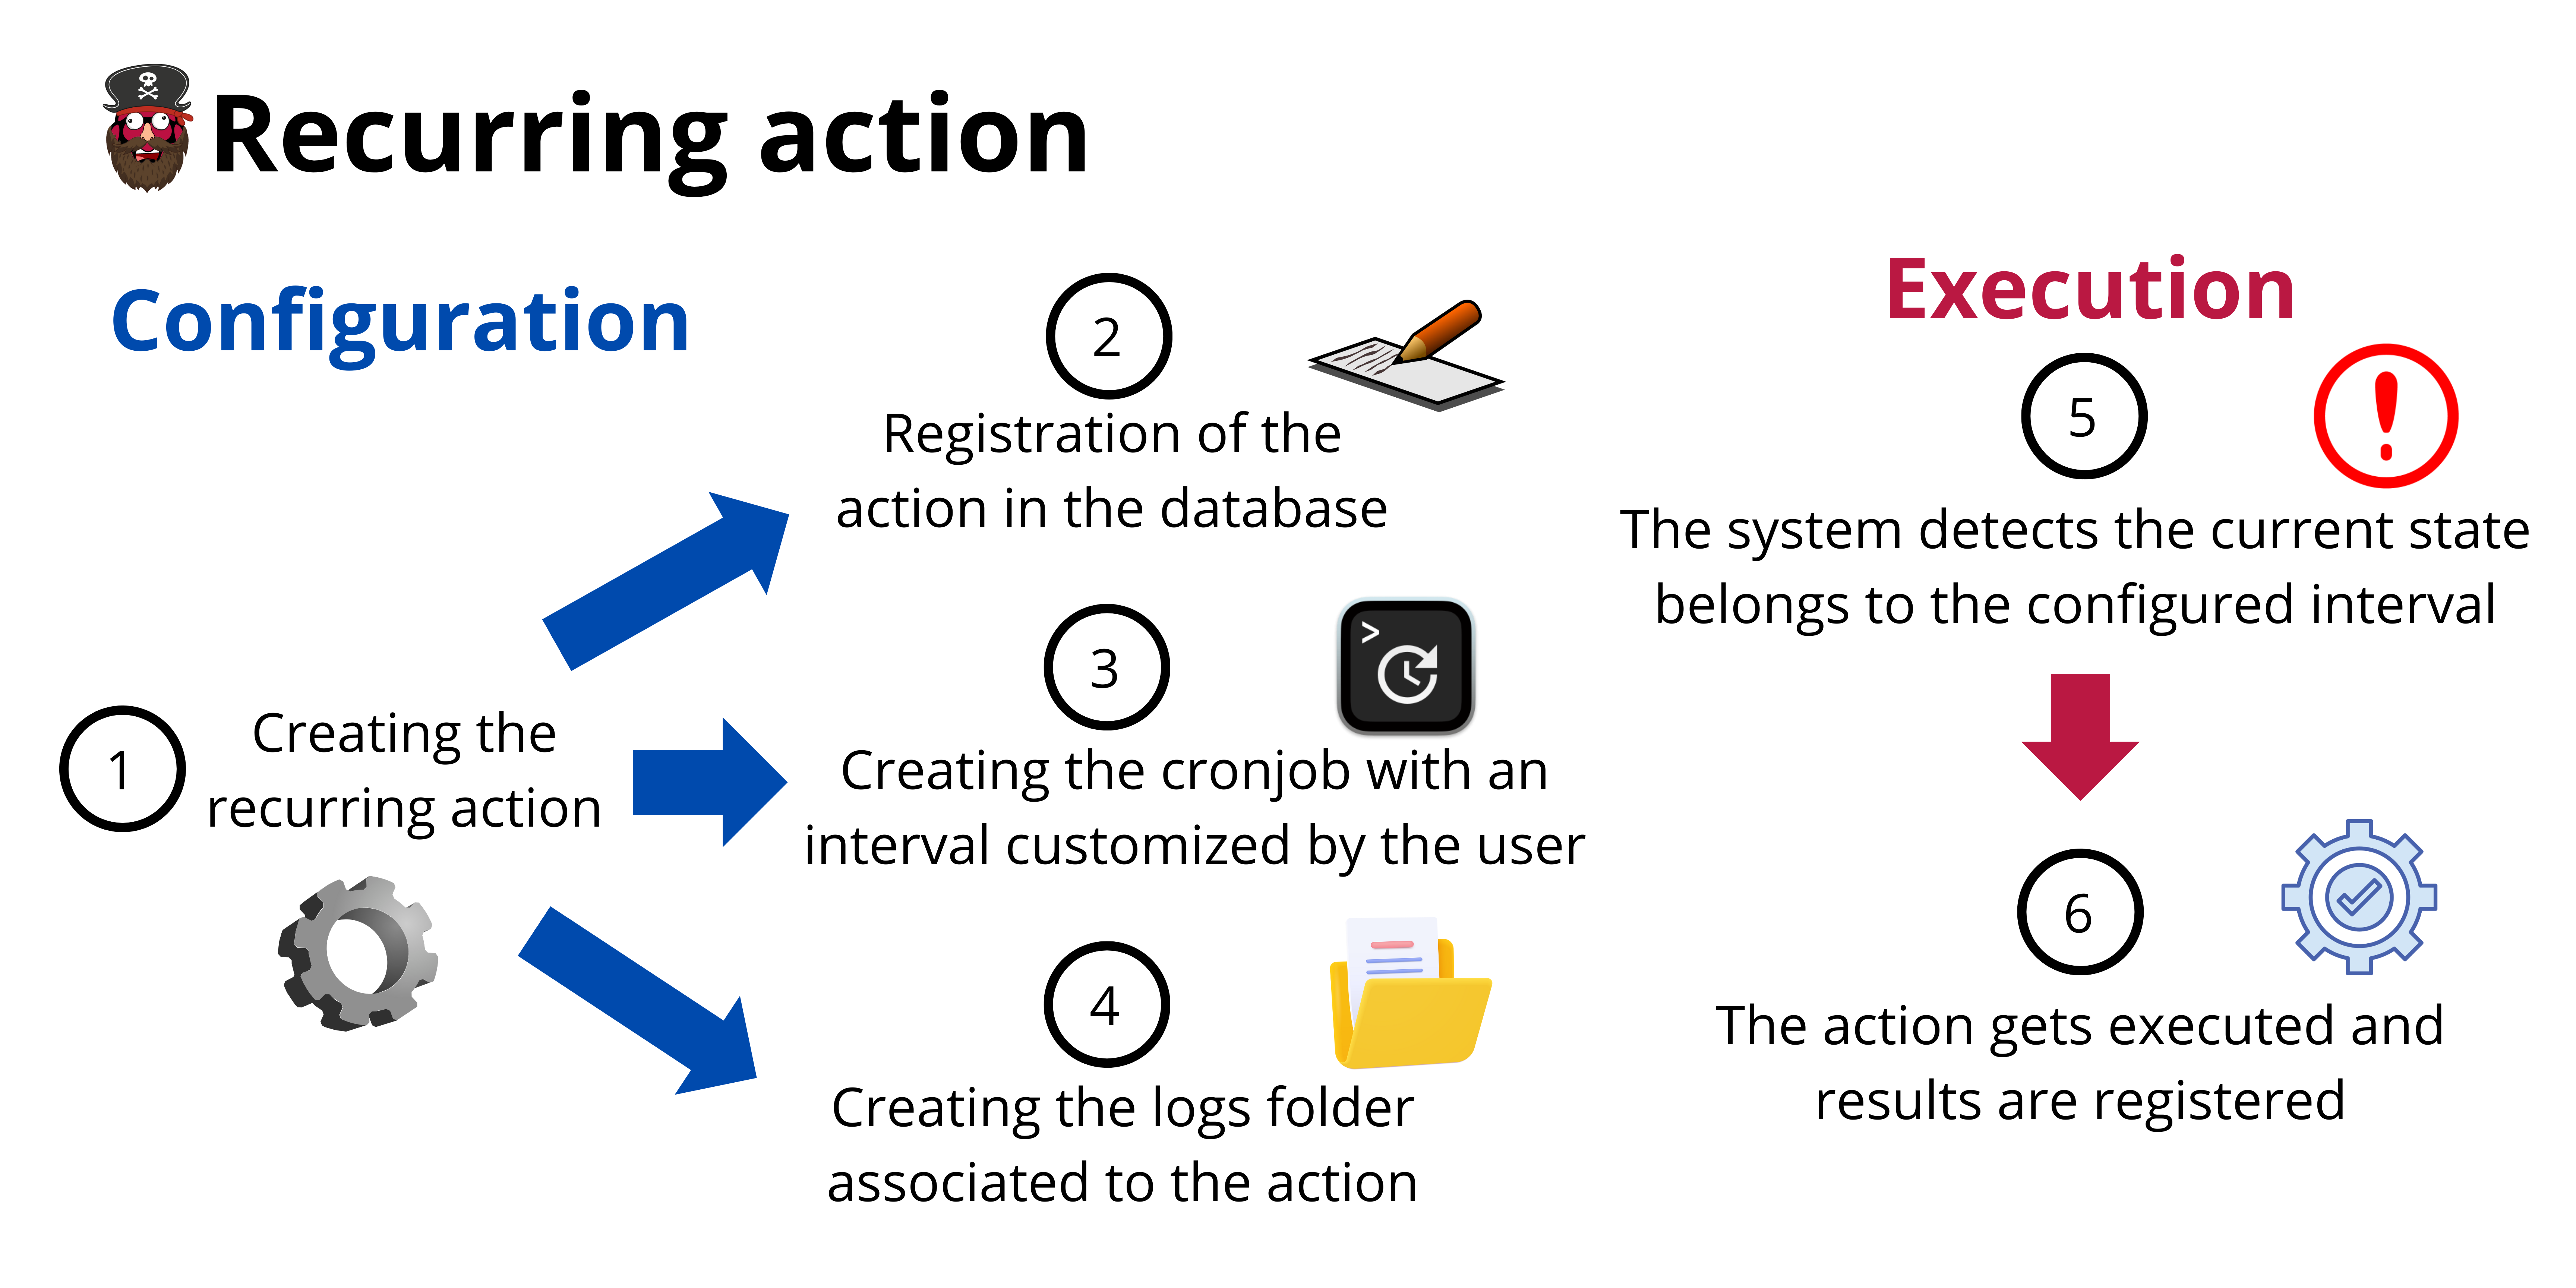 Recurring action
Configuration
1
Creating the
recurring action
2
Registration of the
action in the database
3
>
Creating the cronjob with an
interval customized by the user
4
Creating the logs folder
associated to the action
Execution
5
!
The system detects the current state
belongs to the configured interval
6
The action gets executed and
results are registered